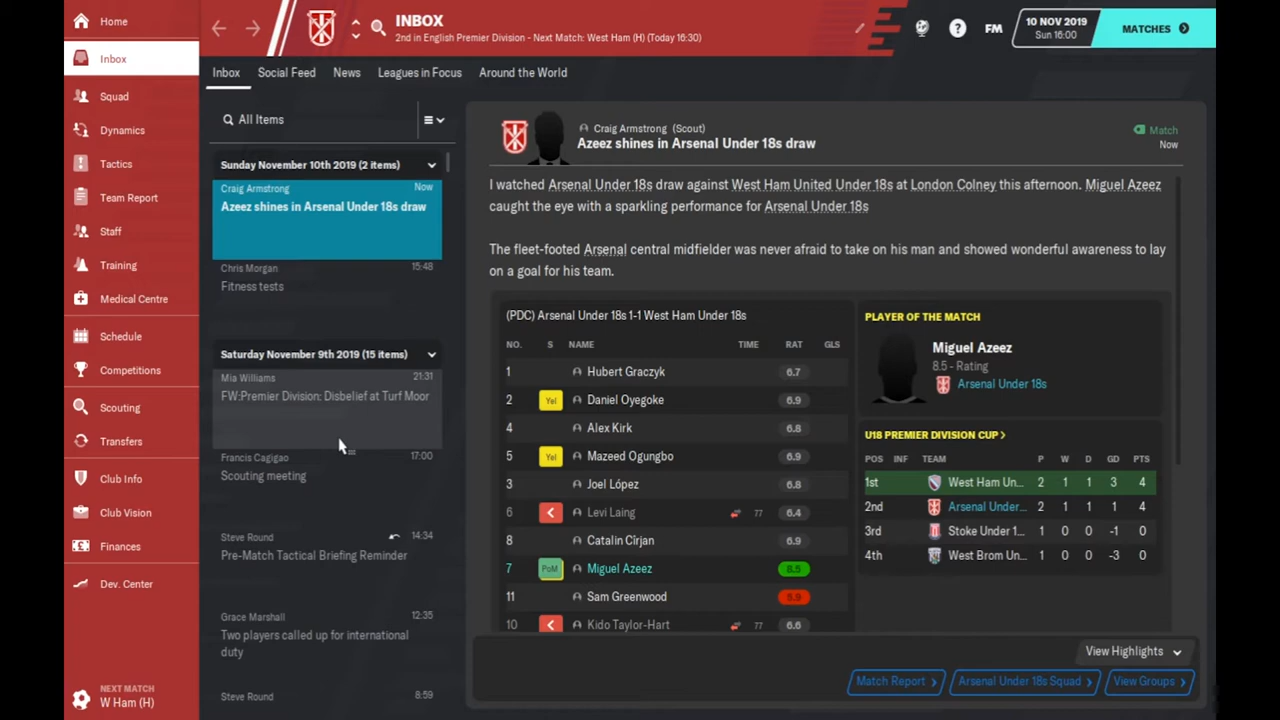 Home
Inbox
Squad
Dynamics
Tactics
Team Report
Staff
Training
Medical Centre
Schedule
Competitions
Scouting
Transfers
Club Info
Club Vision
Finances
Dev. Center
NEXT MATCH
W Ham (H)
INBOX
2nd in English Premier Division - Next Match: West Ham (H) (Today 16:30)
FM
10 NOV 2019
Sun 16:00
MATCHES
Inbox Social Feed News Leagues in Focus Around the World
All Items
Sunday November 10th 2019 (2 items)
Craig Armstrong Now
Azeez shines in Arsenal Under 18s draw
Chris Morgan 15:48
Fitness tests
Saturday November 9th 2019 (15 items)
Mia Williams 21:31
FW:Premier Division: Disbelief at Turf Moor
Francis Cagigao 17:00
Scouting meeting
Steve Round 14:34
Pre-Match Tactical Briefing Reminder
Grace Marshall 12:35
Two players called up for international
duty
Steve Round 8:59
Craig Armstrong (Scout)
Azeez shines in Arsenal Under 18s draw
Match
Now
I watched Arsenal Under 18s draw against West Ham United Under 18s at London Colney this afternoon. Miguel Azeez
caught the eye with a sparkling performance for Arsenal Under 18s
The fleet-footed Arsenal central midfielder was never afraid to take on his man and showed wonderful awareness to lay
on a goal for his team.
(PDC) Arsenal Under 18s 1-1 West Ham Under 18s
NO. S NAME TIME RAT GLS
1 Hubert Graczyk 6.7
2 Yel Daniel Oyegoke 6.9
4 Alex Kirk 6.8
5 Yel Mazeed Ogungbo 6.9
3 Joel López 6.8
6 Levi Laing 77 6.4
8 Catalin Cîrjan 6.9
7 PoM Miguel Azeez 8.5
11 Sam Greenwood 5.9
10 Kido Taylor-Hart 77 6.6
PLAYER OF THE MATCH
Miguel Azeez
8.5 - Rating
Arsenal Under 18s
U18 PREMIER DIVISION CUP >
POS INF TEAM P W D GD PTS
1st West Ham Un... 2 1 1 3 4
2nd Arsenal Under... 2 1 1 1 4
3rd Stoke Under 1... 1 0 0 -1 0
4th West Brom Un... 1 0 0 -3 0
View Highlights
Match Report > Arsenal Under 18s Squad > View Groups >